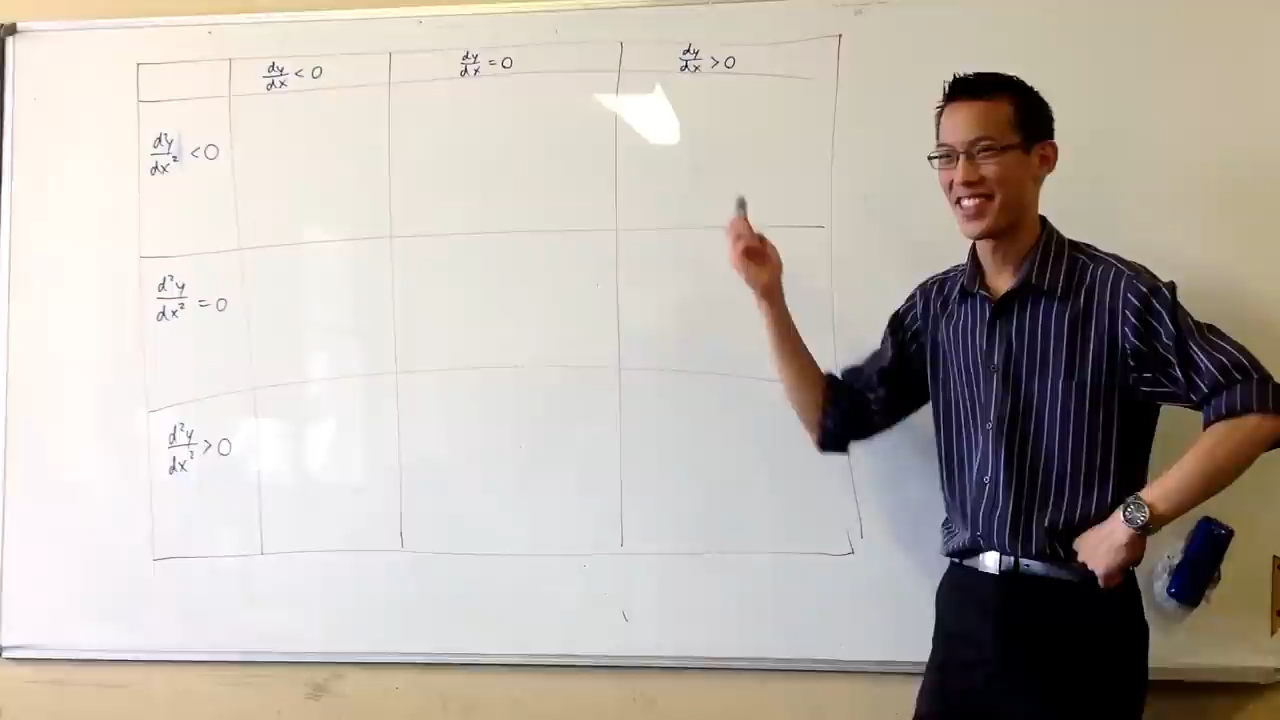 dy/dx < 0
dy/dx = 0
dy/dx > 0
d²y/dx² < 0
d²y/dx² = 0
d²y/dx² > 0